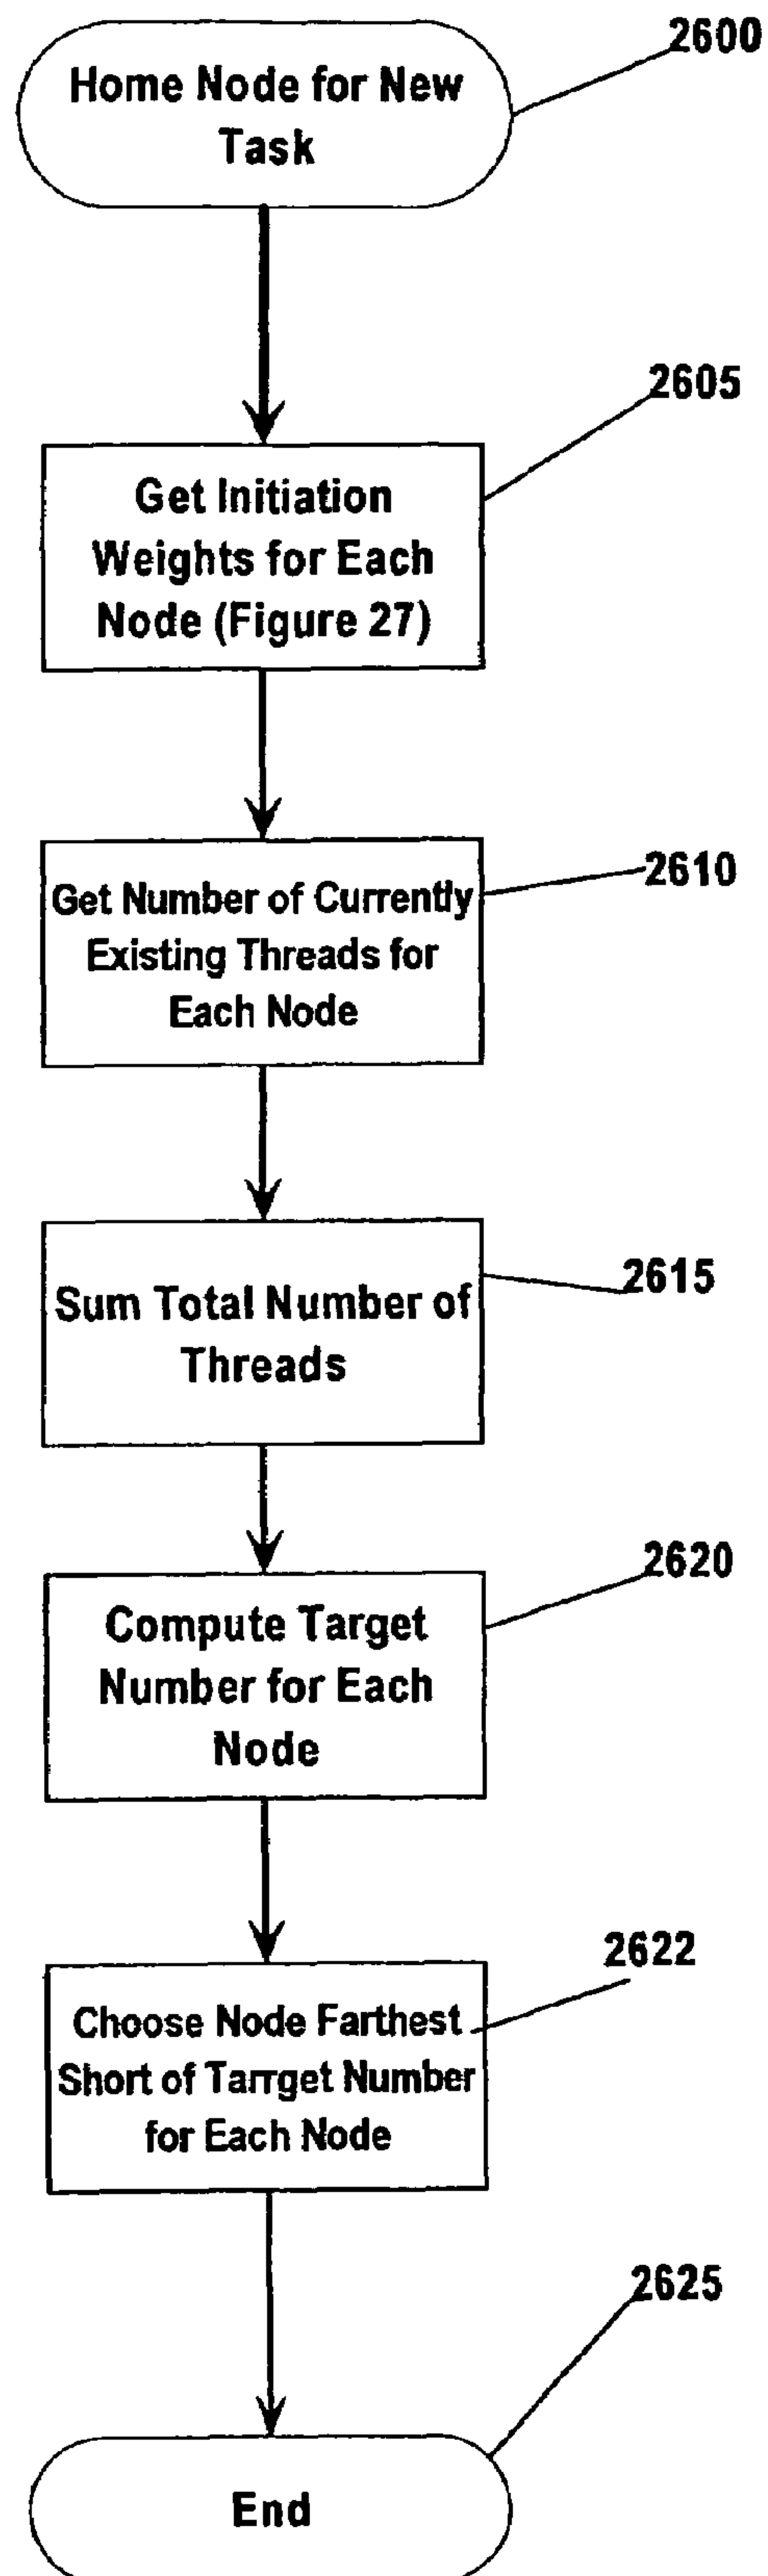 2600
Home Node for New
Task
2605
Get Initiation
Weights for Each
Node (Figure 27)
2610
Get Number of Currently
Existing Threads for
Each Node
2615
Sum Total Number of
Threads
2620
Compute Target
Number for Each
Node
2622
Choose Node Farthest
Short of Tarrget Number
for Each Node
2625
End